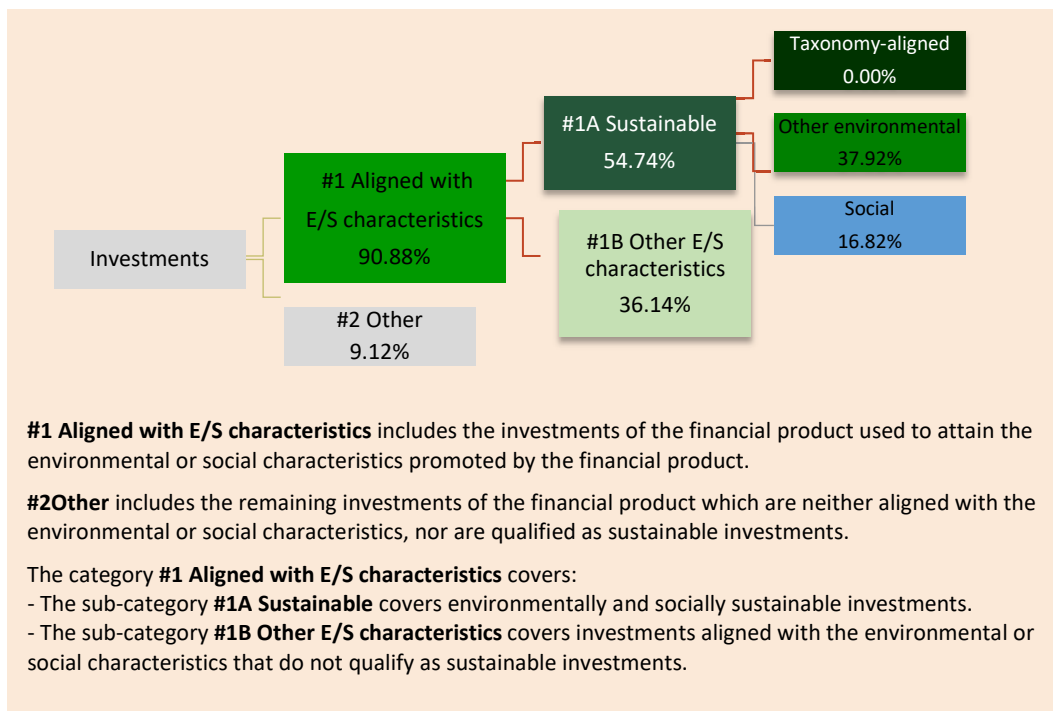 Taxonomy-aligned
0.00%
#1A Sustainable
54.74%
Other environmental
37.92%
#1 Aligned with
E/S characteristics
90.88%
Social
16.82%
Investments
#1B Other E/S
characteristics
36.14%
#2 Other
9.12%
#1 Aligned with E/S characteristics includes the investments of the financial product used to attain the
environmental or social characteristics promoted by the financial product.
#2Other includes the remaining investments of the financial product which are neither aligned with the
environmental or social characteristics, nor are qualified as sustainable investments.
The category #1 Aligned with E/S characteristics covers:
- The sub-category #1A Sustainable covers environmentally and socially sustainable investments.
- The sub-category #1B Other E/S characteristics covers investments aligned with the environmental or
social characteristics that do not qualify as sustainable investments.